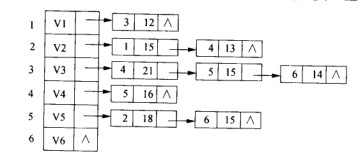 1 V1 3 12 ∧
2 V2 1 15 4 13 ∧
3 V3 4 21 5 15 6 14 ∧
4 V4 5 16 ∧
5 V5 2 18 6 15 ∧
6 V6 ∧